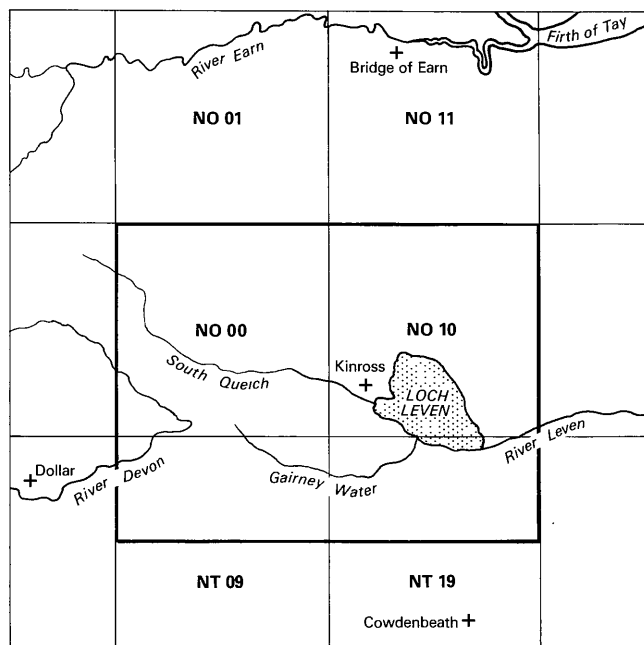 Firth of Tay
River Earn
Bridge of Earn
NO 01
NO 11
NO 00
NO 10
Kinross
South Queich
LOCH
LEVEN
Dollar
River Devon
Gairney Water
River Leven
NT 09
NT 19
Cowdenbeath